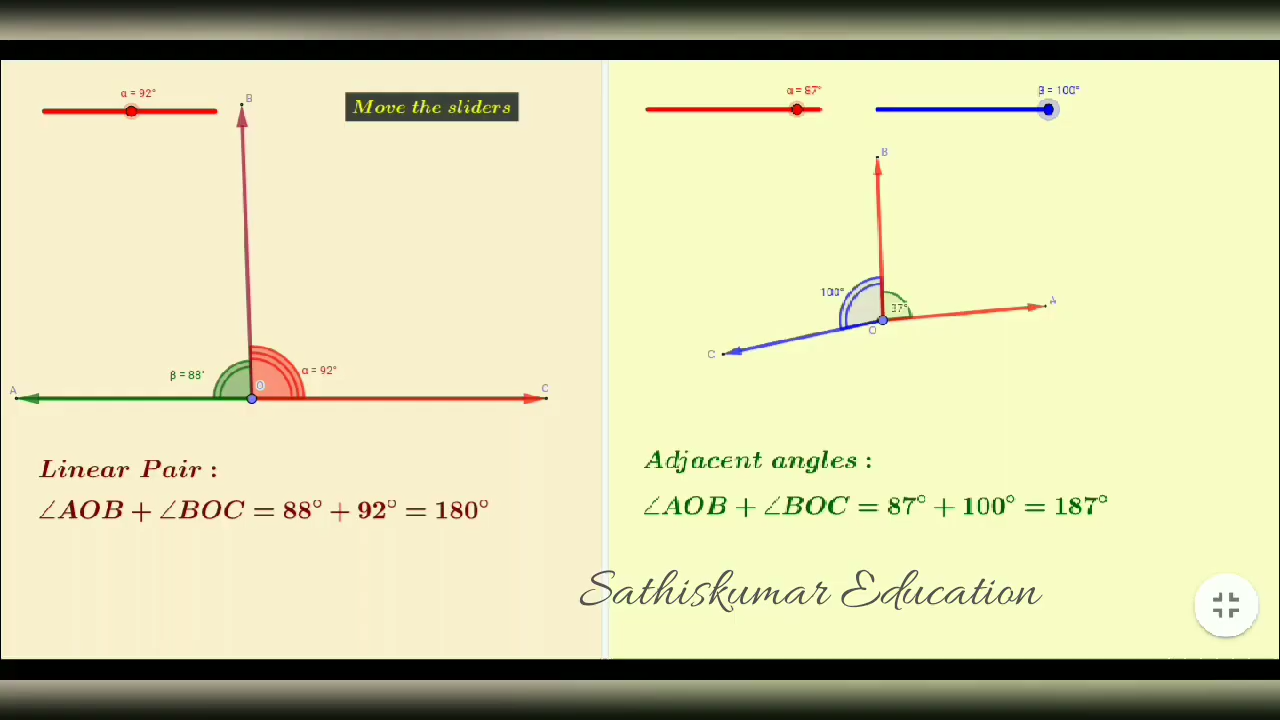 α = 92°
Move the sliders
B
β = 88°
α = 92°
O
A
C
Linear Pair :
∠AOB + ∠BOC = 88° + 92° = 180°
α = 87°
β = 100°
B
100°
87°
A
O
C
Adjacent angles :
∠AOB + ∠BOC = 87° + 100° = 187°
Sathiskumar Education